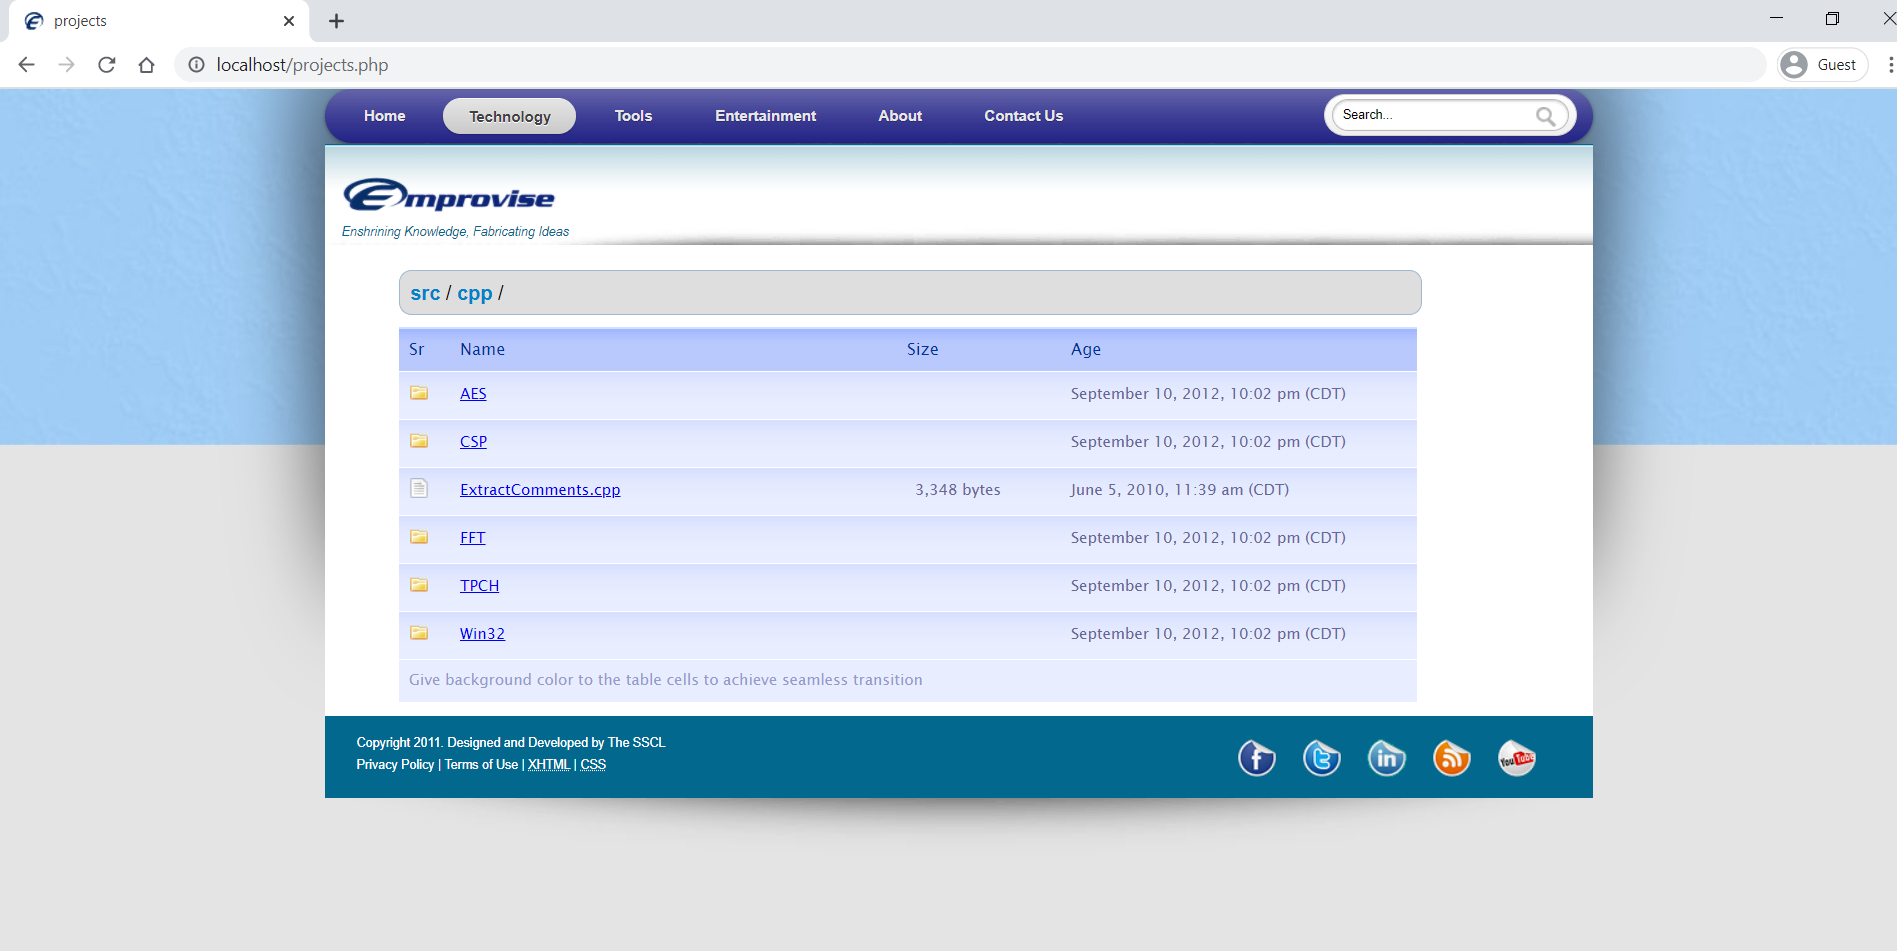 projects
localhost/projects.php
Guest
Home Technology Tools Entertainment About Contact Us Search...
Emprovise
Enshrining Knowledge, Fabricating Ideas
src / cpp /
Sr Name Size Age
AES September 10, 2012, 10:02 pm (CDT)
CSP September 10, 2012, 10:02 pm (CDT)
ExtractComments.cpp 3,348 bytes June 5, 2010, 11:39 am (CDT)
FFT September 10, 2012, 10:02 pm (CDT)
TPCH September 10, 2012, 10:02 pm (CDT)
Win32 September 10, 2012, 10:02 pm (CDT)
Give background color to the table cells to achieve seamless transition
Copyright 2011. Designed and Developed by The SSCL
Privacy Policy | Terms of Use | XHTML | CSS
f t in You Tube